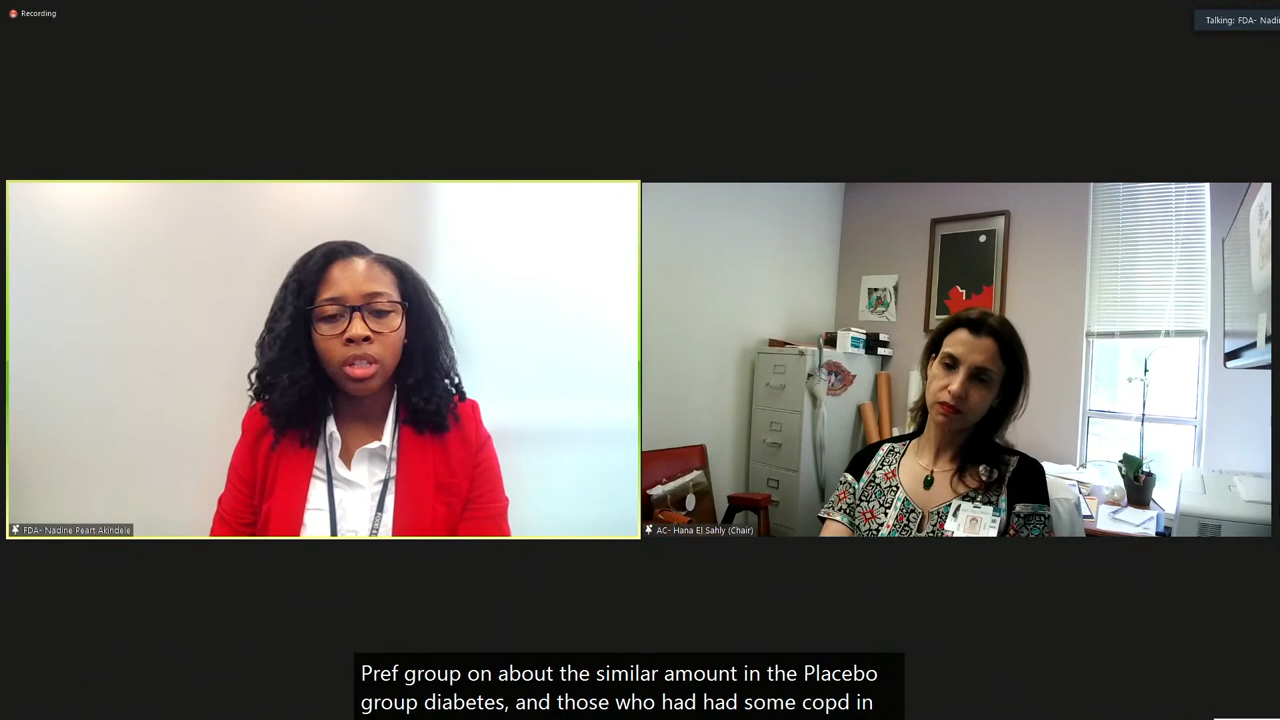 Recording
Talking: FDA- Nadi
FDA- Nadine Peart Akindele
AC- Hana El Sahly (Chair)
Pref group on about the similar amount in the Placebo
group diabetes, and those who had had some copd in